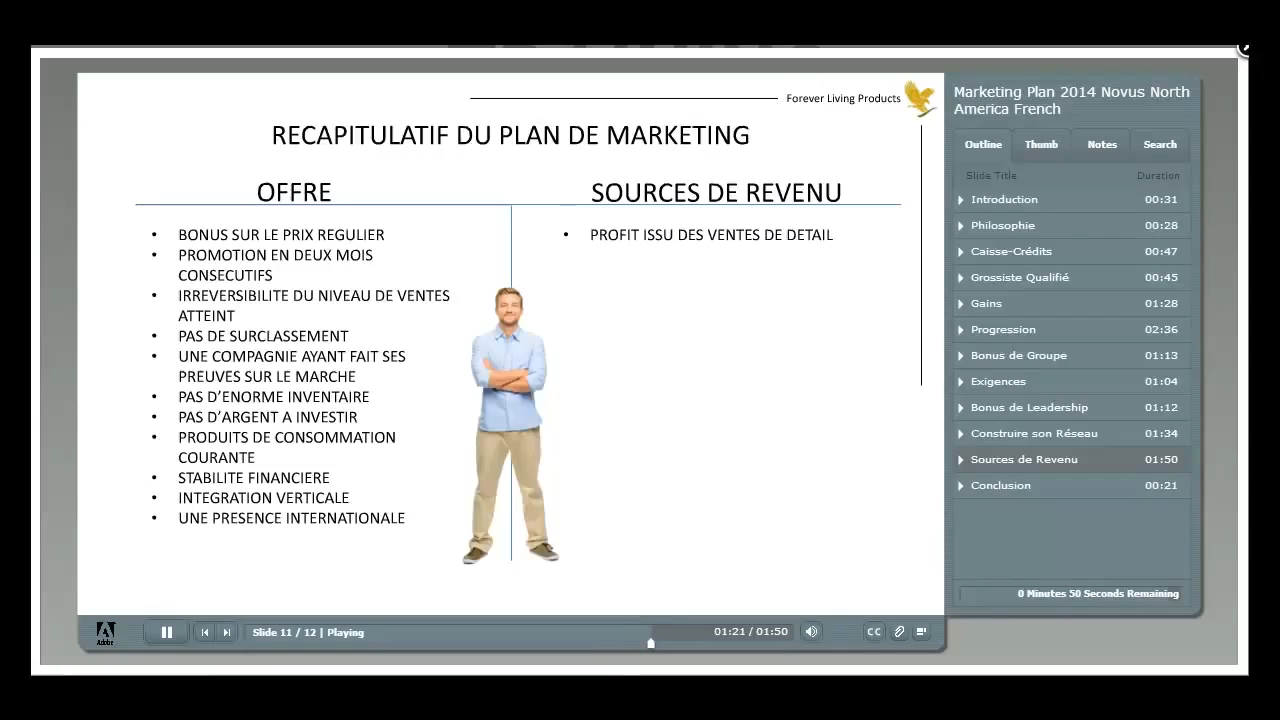 Forever Living Products
RECAPITULATIF DU PLAN DE MARKETING
OFFRE
BONUS SUR LE PRIX REGULIER
PROMOTION EN DEUX MOIS
CONSECUTIFS
IRREVERSIBILITE DU NIVEAU DE VENTES
ATTEINT
PAS DE SURCLASSEMENT
UNE COMPAGNIE AYANT FAIT SES
PREUVES SUR LE MARCHE
PAS D'ENORME INVENTAIRE
PAS D'ARGENT A INVESTIR
PRODUITS DE CONSOMMATION
COURANTE
STABILITE FINANCIERE
INTEGRATION VERTICALE
UNE PRESENCE INTERNATIONALE
SOURCES DE REVENU
PROFIT ISSU DES VENTES DE DETAIL
Marketing Plan 2014 Novus North
America French
Outline Thumb Notes Search
Slide Title Duration
Introduction 00:31
Philosophie 00:28
Caisse-Crédits 00:47
Grossiste Qualifié 00:45
Gains 01:28
Progression 02:36
Bonus de Groupe 01:13
Exigences 01:04
Bonus de Leadership 01:12
Construire son Réseau 01:34
Sources de Revenu 01:50
Conclusion 00:21
0 Minutes 50 Seconds Remaining
Adobe
Slide 11 / 12 | Playing
01:21 / 01:50
CC